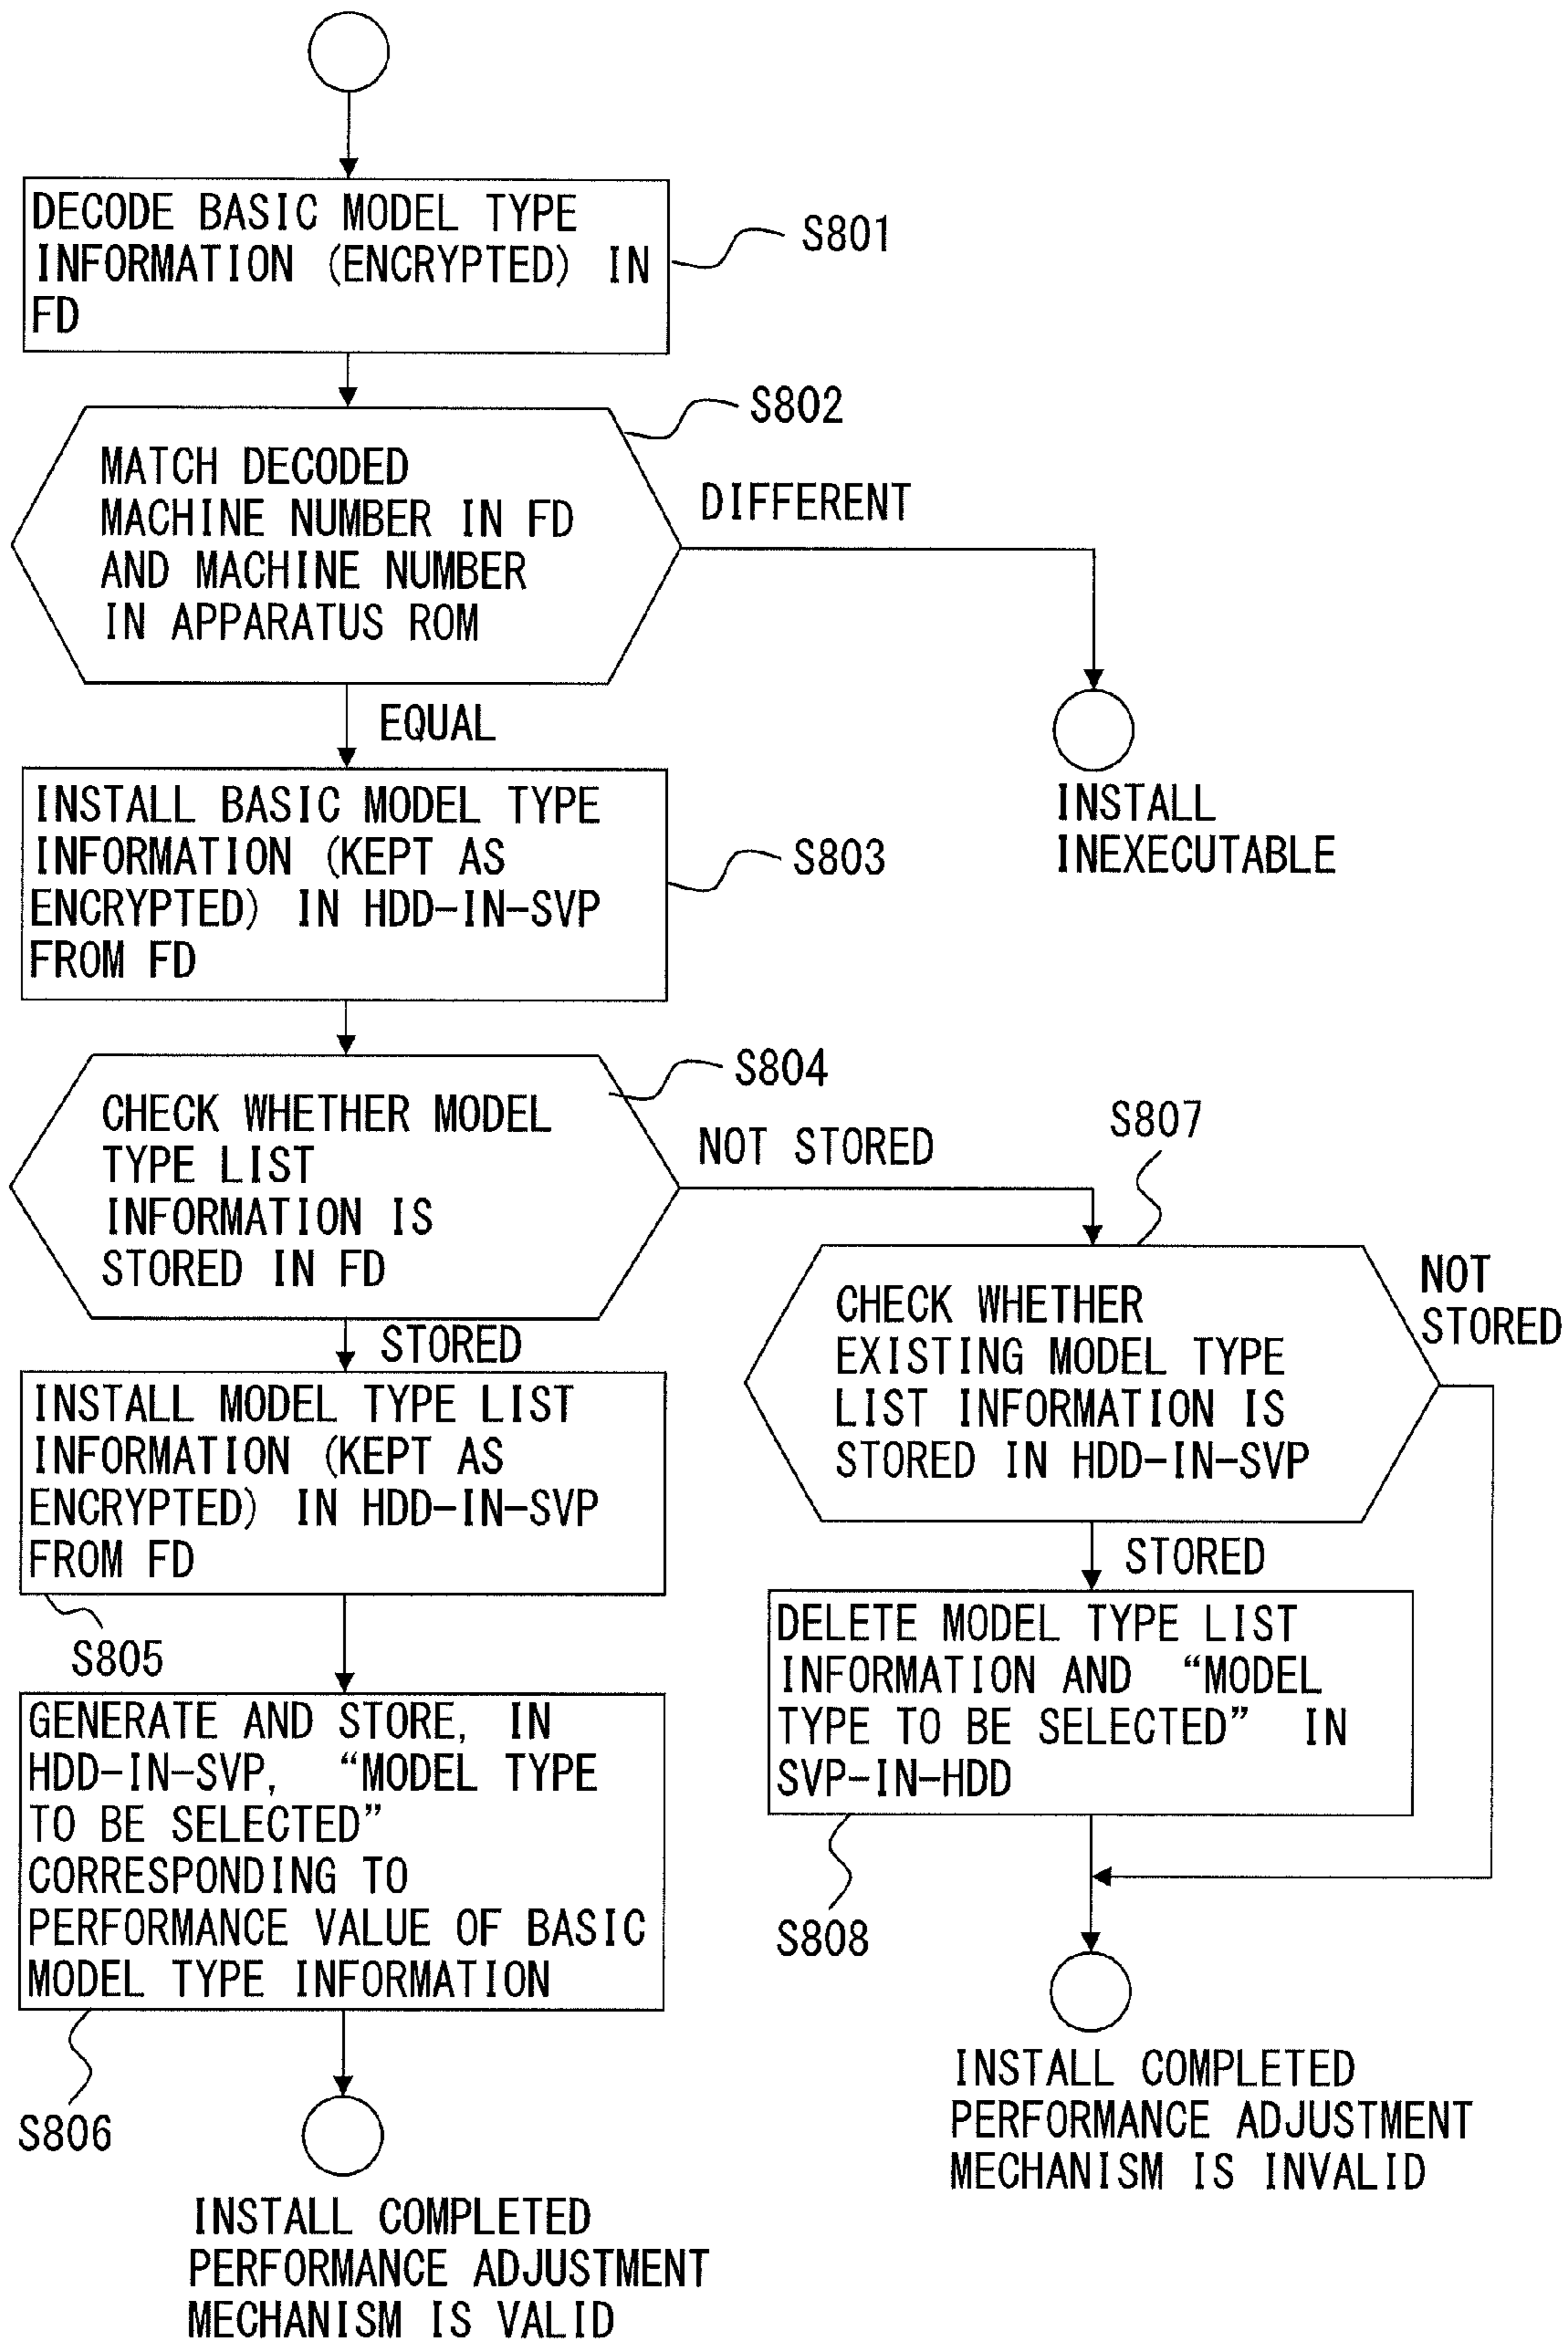 DECODE BASIC MODEL TYPE
INFORMATION (ENCRYPTED) IN
FD
S801
S802
MATCH DECODED
MACHINE NUMBER IN FD
AND MACHINE NUMBER
IN APPARATUS ROM
DIFFERENT
EQUAL
INSTALL
INEXECUTABLE
INSTALL BASIC MODEL TYPE
INFORMATION (KEPT AS
ENCRYPTED) IN HDD-IN-SVP
FROM FD
S803
S804
CHECK WHETHER MODEL
TYPE LIST
INFORMATION IS
STORED IN FD
NOT STORED
S807
STORED
CHECK WHETHER
EXISTING MODEL TYPE
LIST INFORMATION IS
STORED IN HDD-IN-SVP
NOT
STORED
INSTALL MODEL TYPE LIST
INFORMATION (KEPT AS
ENCRYPTED) IN HDD-IN-SVP
FROM FD
S805
STORED
DELETE MODEL TYPE LIST
INFORMATION AND “MODEL
TYPE TO BE SELECTED” IN
SVP-IN-HDD
S808
GENERATE AND STORE, IN
HDD-IN-SVP, “MODEL TYPE
TO BE SELECTED”
CORRESPONDING TO
PERFORMANCE VALUE OF BASIC
MODEL TYPE INFORMATION
S806
INSTALL COMPLETED
PERFORMANCE ADJUSTMENT
MECHANISM IS INVALID
INSTALL COMPLETED
PERFORMANCE ADJUSTMENT
MECHANISM IS VALID